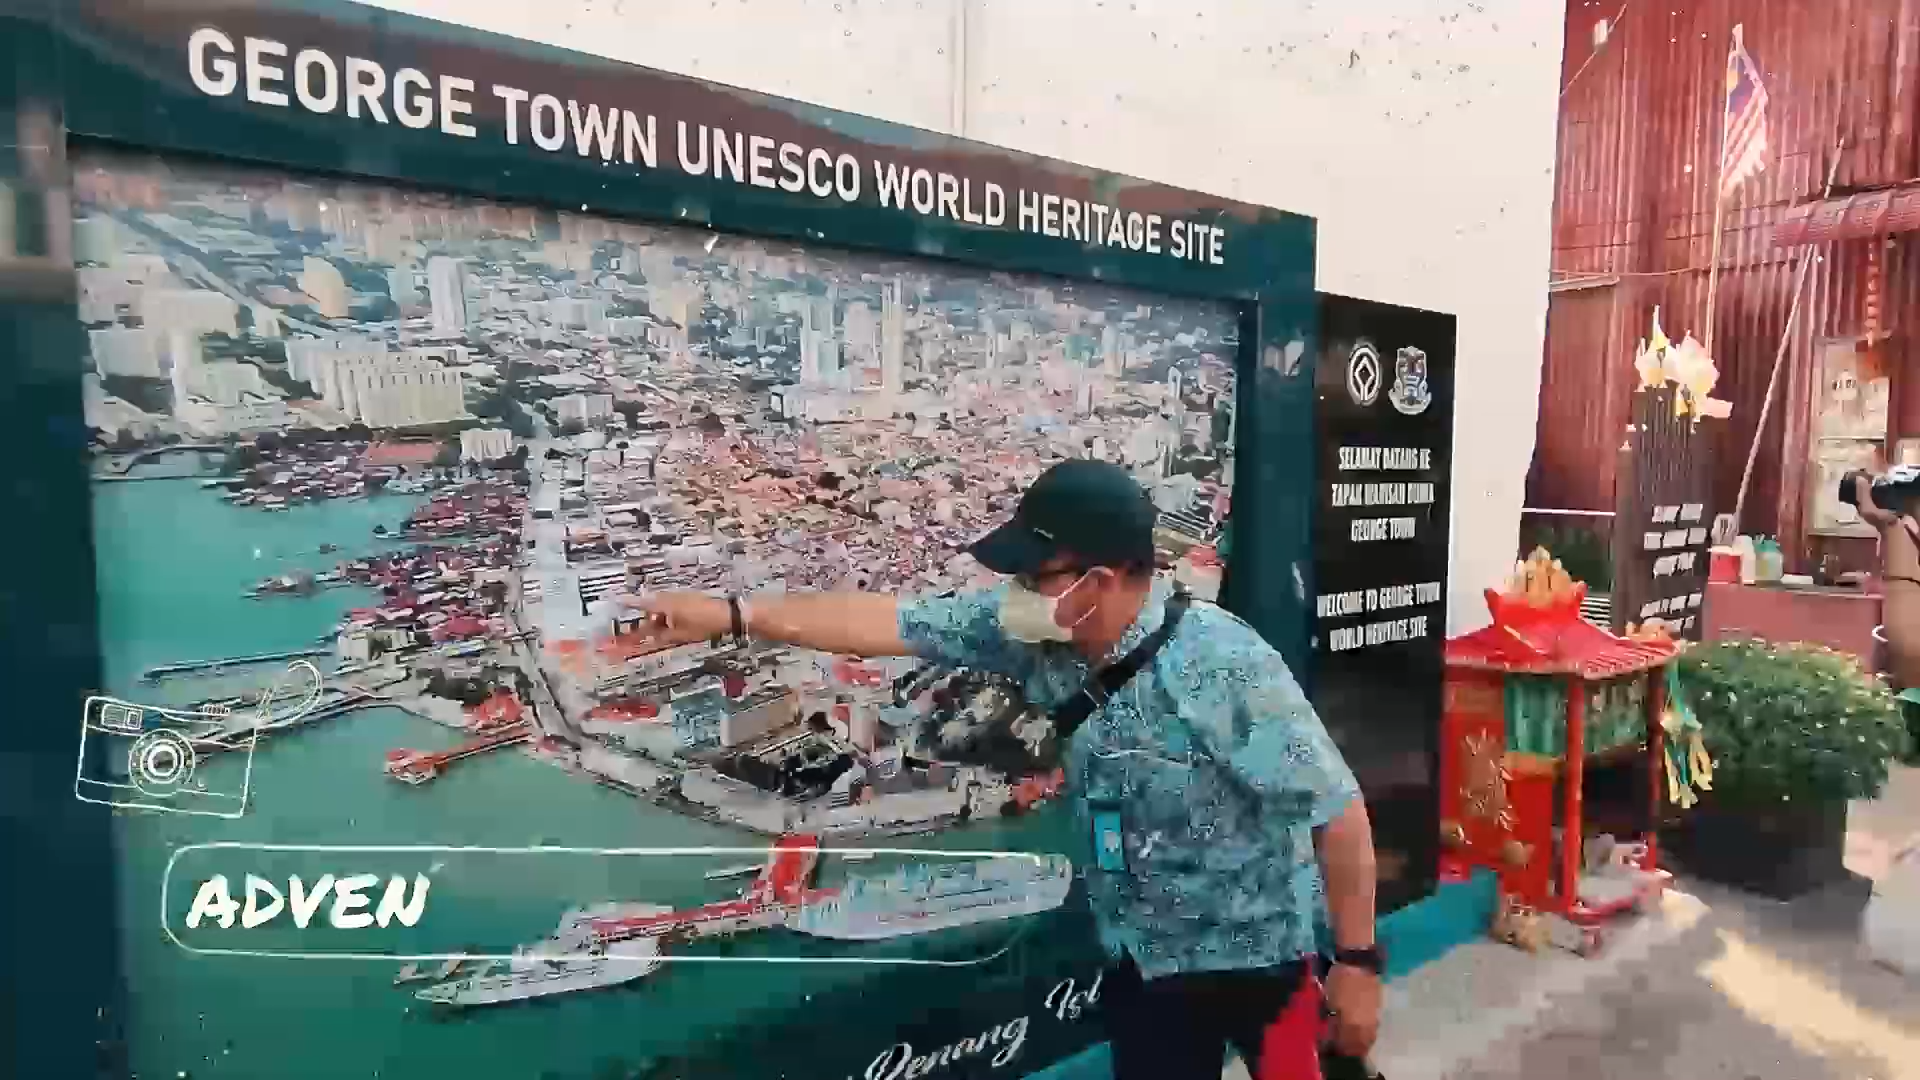 GEORGE TOWN UNESCO WORLD HERITAGE SITE
SELAMAT DATANG KE
TAPAK WARISAN DUNIA
GEORGE TOWN
WELCOME TO GEORGE TOWN
WORLD HERITAGE SITE
ADVEN
Penang Isl